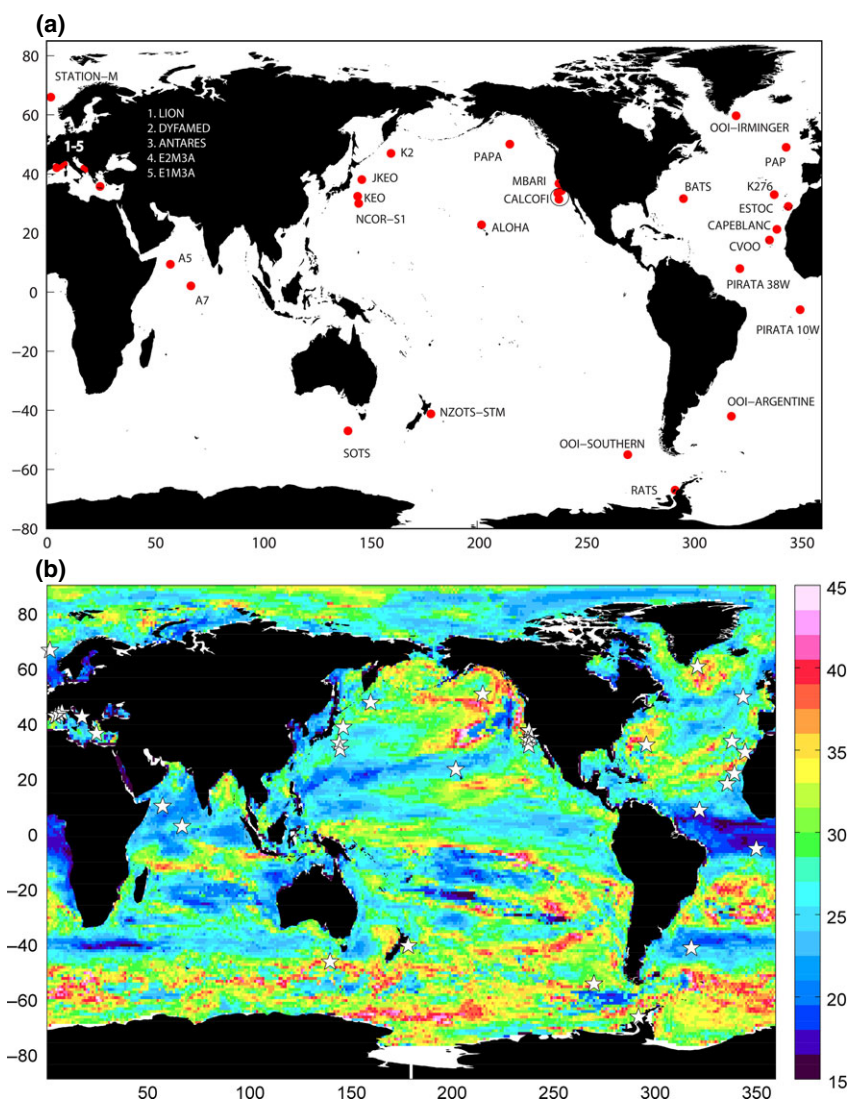 (a)
80
60
40
20
0
−20
−40
−60
−80
0
50
100
150
200
250
300
350
STATION−M
1. LION
2. DYFAMED
3. ANTARES
4. E2M3A
5. E1M3A
1-5
K2
JKEO
KEO
NCOR-S1
PAPA
MBARI
CALCOFI
ALOHA
OOI−IRMINGER
PAP
BATS
K276
ESTOC
CAPEBLANC
CVOO
PIRATA 38W
PIRATA 10W
A5
A7
NZOTS−STM
SOTS
OOI−SOUTHERN
OOI−ARGENTINE
RATS
(b)
80
60
40
20
0
−20
−40
−60
−80
50
100
150
200
250
300
350
45
40
35
30
25
20
15